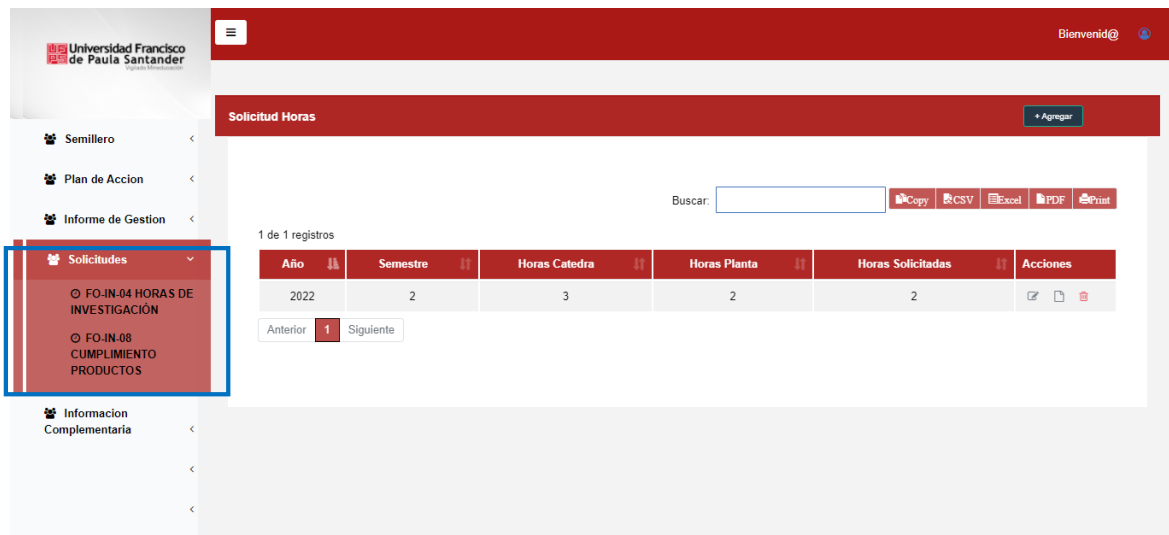 Universidad Francisco
de Paula Santander
Vigilada Mineducación
Bienvenid@
Solicitud Horas
+ Agregar
Semillero
Plan de Accion
Informe de Gestion
Solicitudes
FO-IN-04 HORAS DE
INVESTIGACIÓN
FO-IN-08
CUMPLIMIENTO
PRODUCTOS
Informacion
Complementaria
Buscar:
Copy CSV Excel PDF Print
1 de 1 registros
Año Semestre Horas Catedra Horas Planta Horas Solicitadas Acciones
2022 2 3 2 2
Anterior 1 Siguiente